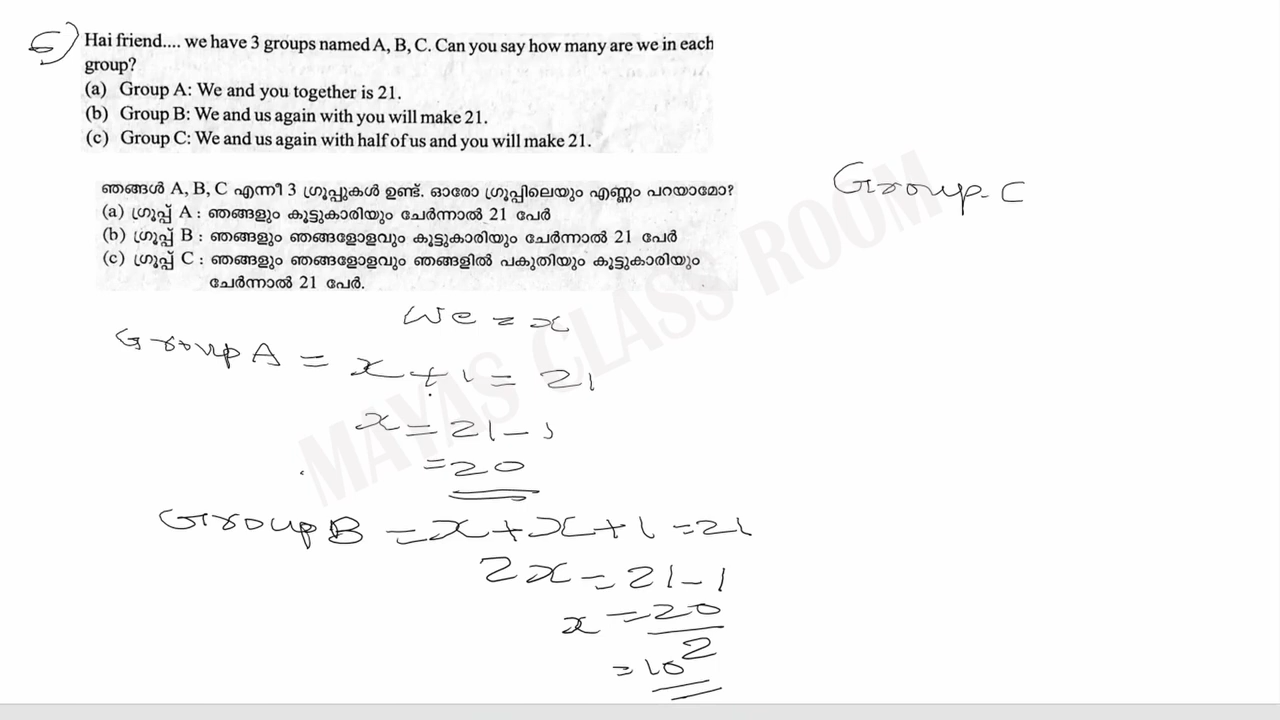 5)
Hai friend.... we have 3 groups named A, B, C. Can you say how many are we in each
group?
(a) Group A: We and you together is 21.
(b) Group B: We and us again with you will make 21.
(c) Group C: We and us again with half of us and you will make 21.
ഞങ്ങൾ A, B, C എന്നീ 3 ഗ്രൂപ്പുകൾ ഉണ്ട്. ഓരോ ഗ്രൂപ്പിലെയും എണ്ണം പറയാമോ?
(a) ഗ്രൂപ്പ് A : ഞങ്ങളും കൂട്ടുകാരിയും ചേർന്നാൽ 21 പേർ
(b) ഗ്രൂപ്പ് B : ഞങ്ങളും ഞങ്ങളോളവും കൂട്ടുകാരിയും ചേർന്നാൽ 21 പേർ
(c) ഗ്രൂപ്പ് C : ഞങ്ങളും ഞങ്ങളോളവും ഞങ്ങളിൽ പകുതിയും കൂട്ടുകാരിയും
ചേർന്നാൽ 21 പേർ.
We = x
Group A = x + 1 = 21
x = 21 - 1
= 20
Group B = x + x + 1 = 21
2x = 21 - 1
x = 20
2
= 10
Group - C
MAYAS CLASS ROOM